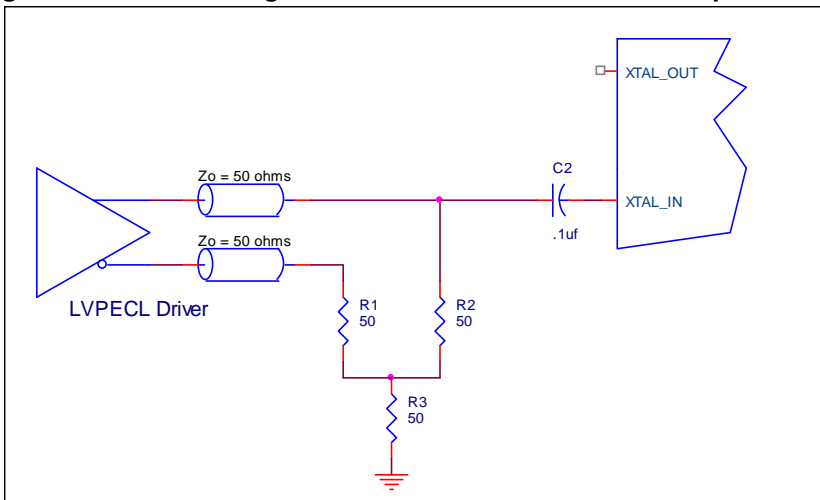 XTAL_OUT
C2
Zo = 50 ohms
XTAL_IN
.1uf
Zo = 50 ohms
LVPECL Driver
R1
50
R2
50
R3
50